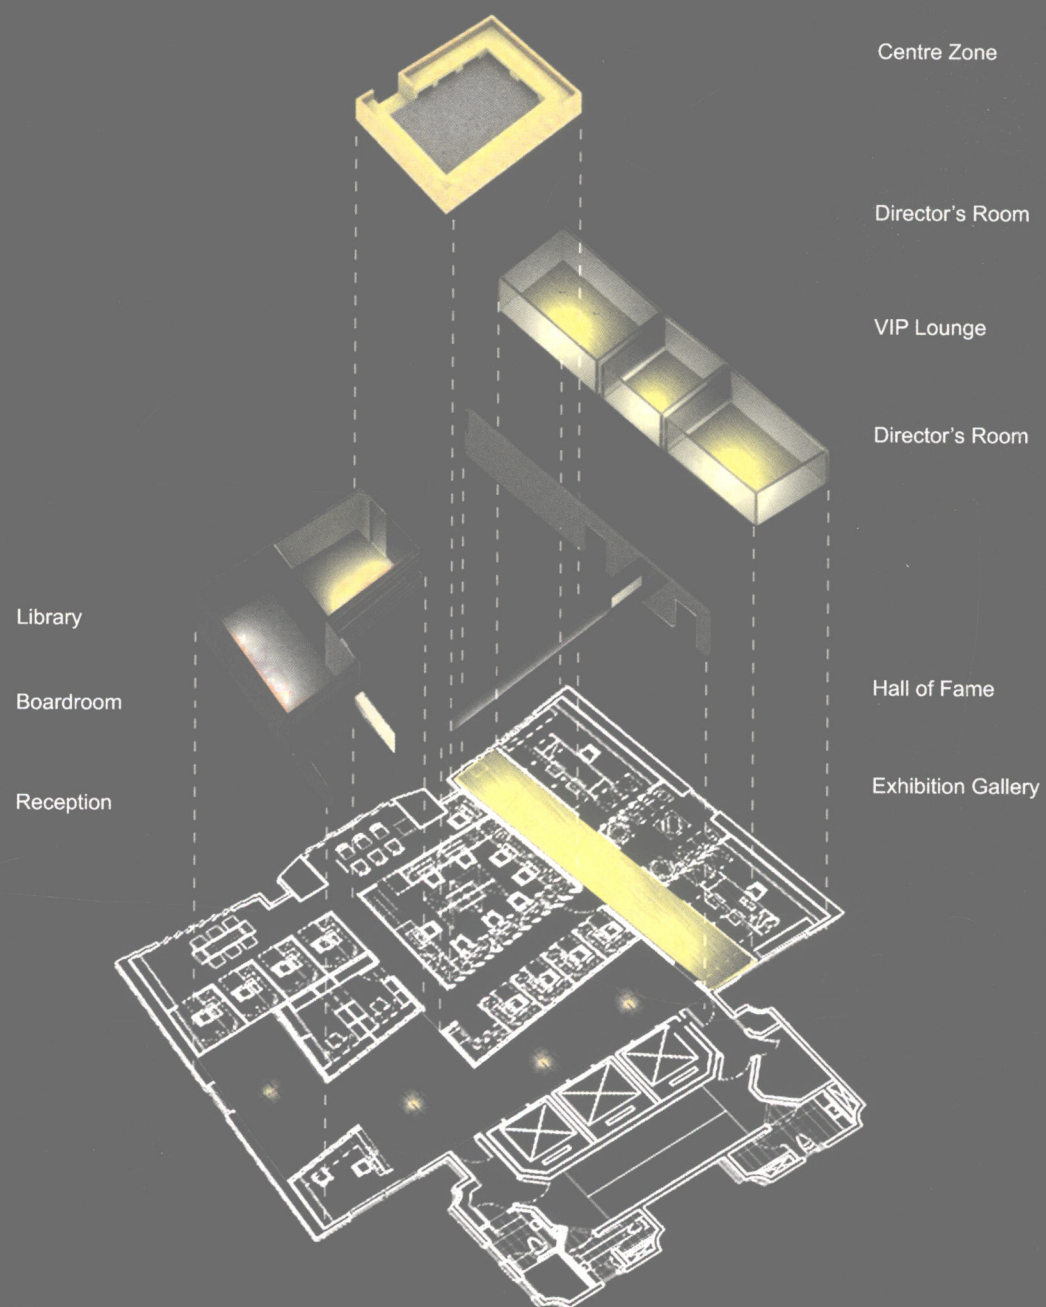 Centre Zone
Director's Room
VIP Lounge
Director's Room
Library
Boardroom
Hall of Fame
Reception
Exhibition Gallery